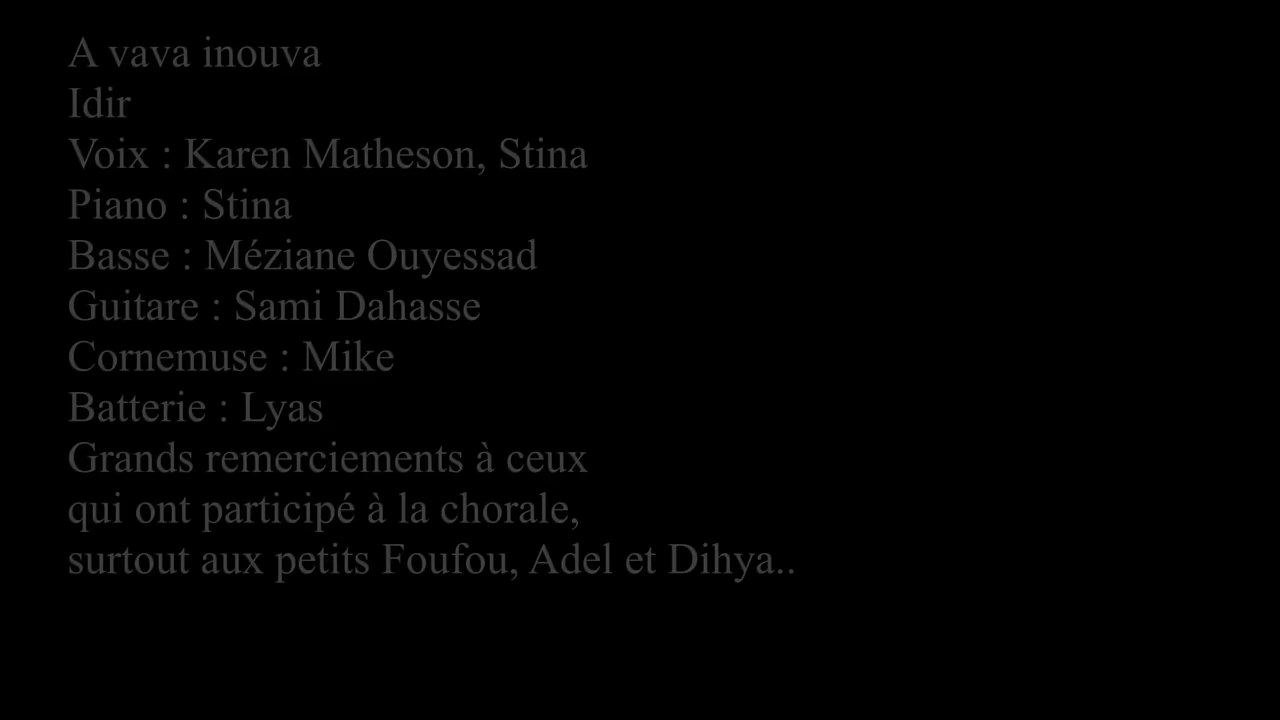 A vava inouva
Idir
Voix : Karen Matheson, Stina
Piano : Stina
Basse : Méziane Ouyessad
Guitare : Sami Dahasse
Cornemuse : Mike
Batterie : Lyas
Grands remerciements à ceux
qui ont participé à la chorale,
surtout aux petits Foufou, Adel et Dihya..